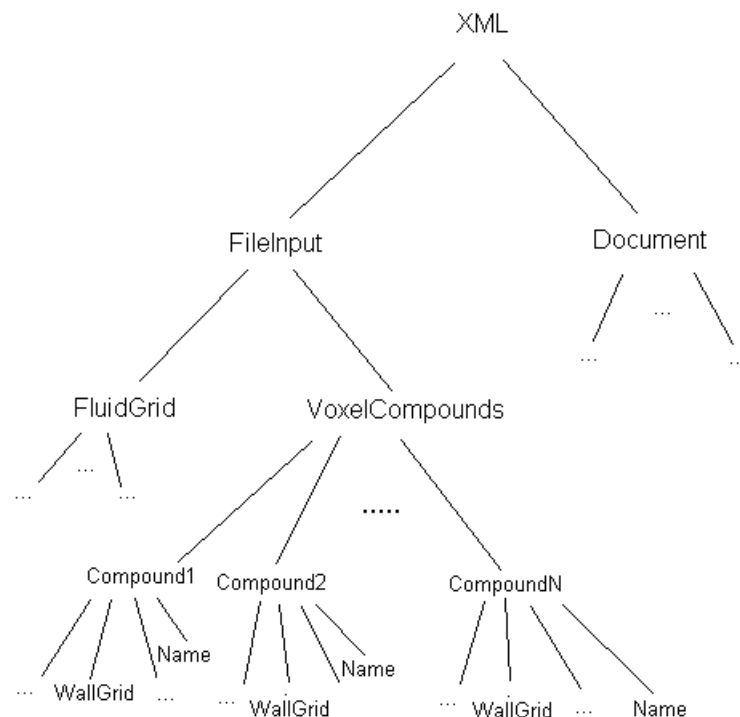 XML
FileInput
Document
...
...
...
FluidGrid
VoxelCompounds
...
...
...
.....
Compound1
Compound2
CompoundN
Name
Name
...
WallGrid
...
...
WallGrid
...
WallGrid
...
Name